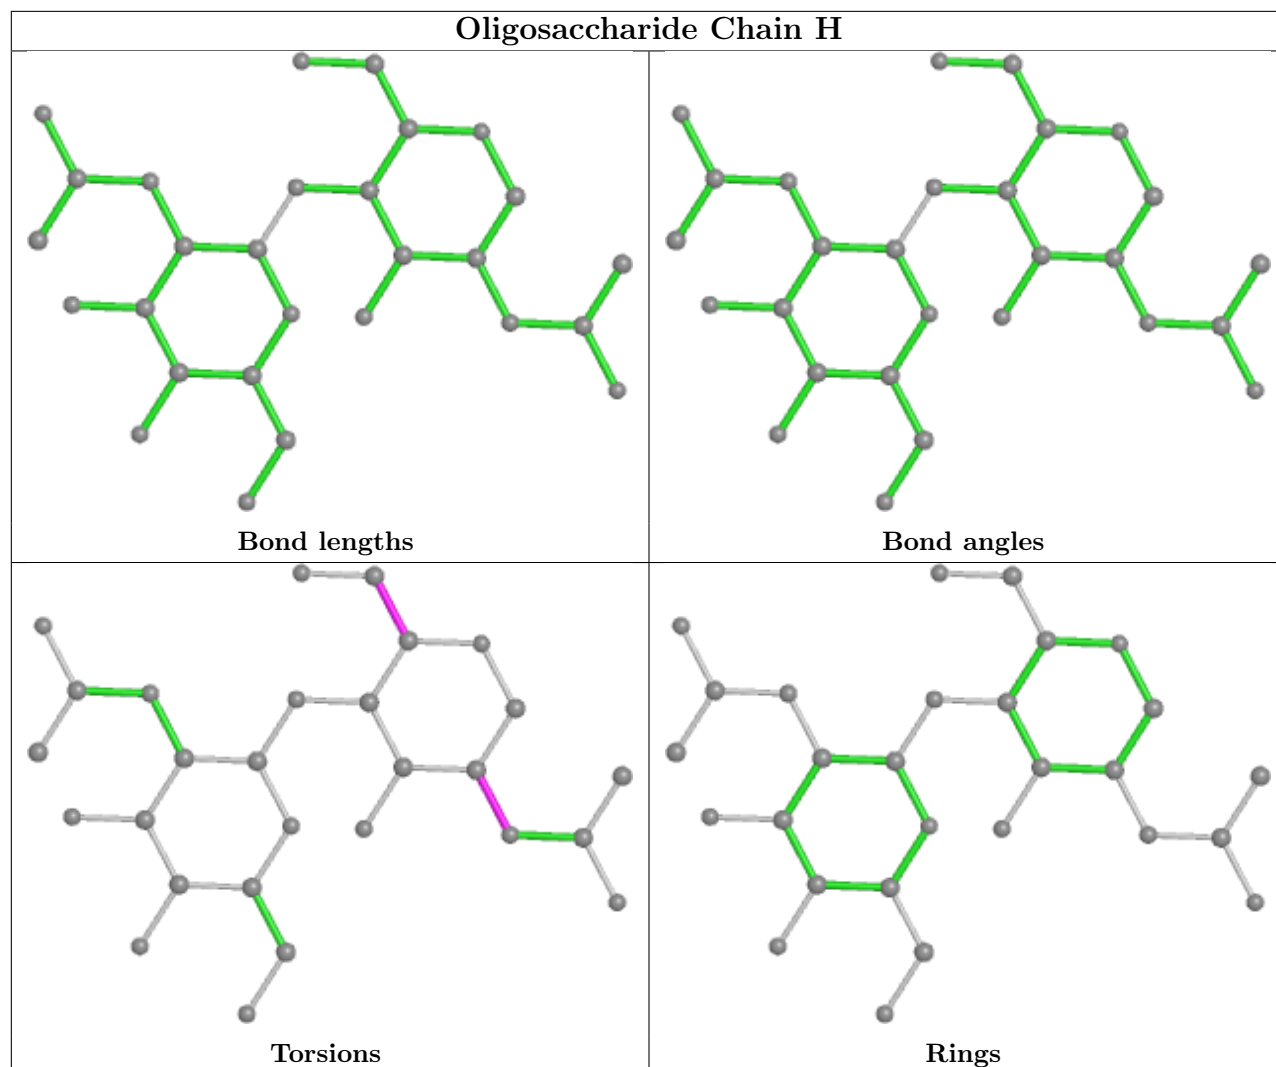 Oligosaccharide Chain H
Bond lengths
Bond angles
Torsions
Rings